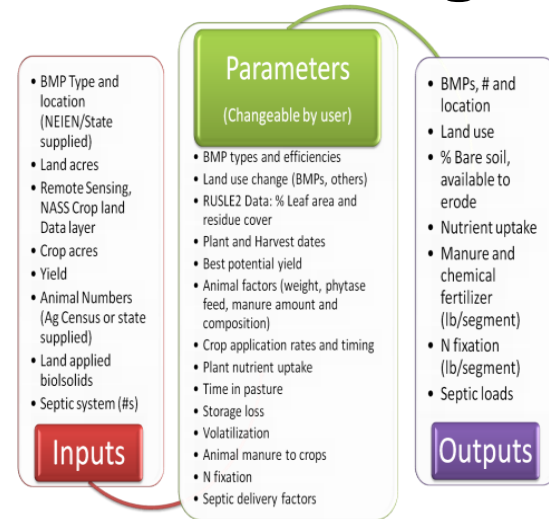 • BMP Type and
location
(NEIEN/State
supplied)
• Land acres
• Remote Sensing,
NASS Crop land
Data layer
• Crop acres
• Yield
• Animal Numbers
(Ag Census or state
supplied)
• Land applied
biolsolids
• Septic system (#s)
Inputs
Parameters
(Changeable by user)
• BMP types and efficiencies
• Land use change (BMPs, others)
• RUSLE2 Data: % Leaf area and
residue cover
• Plant and Harvest dates
• Best potential yield
• Animal factors (weight, phytase
feed, manure amount and
composition)
• Crop application rates and timing
• Plant nutrient uptake
• Time in pasture
• Storage loss
• Volatilization
• Animal manure to crops
• N fixation
• Septic delivery factors
• BMPs, # and
location
• Land use
• % Bare soil,
available to
erode
• Nutrient uptake
• Manure and
chemical
fertilizer
(lb/segment)
• N fixation
(lb/segment)
• Septic loads
Outputs